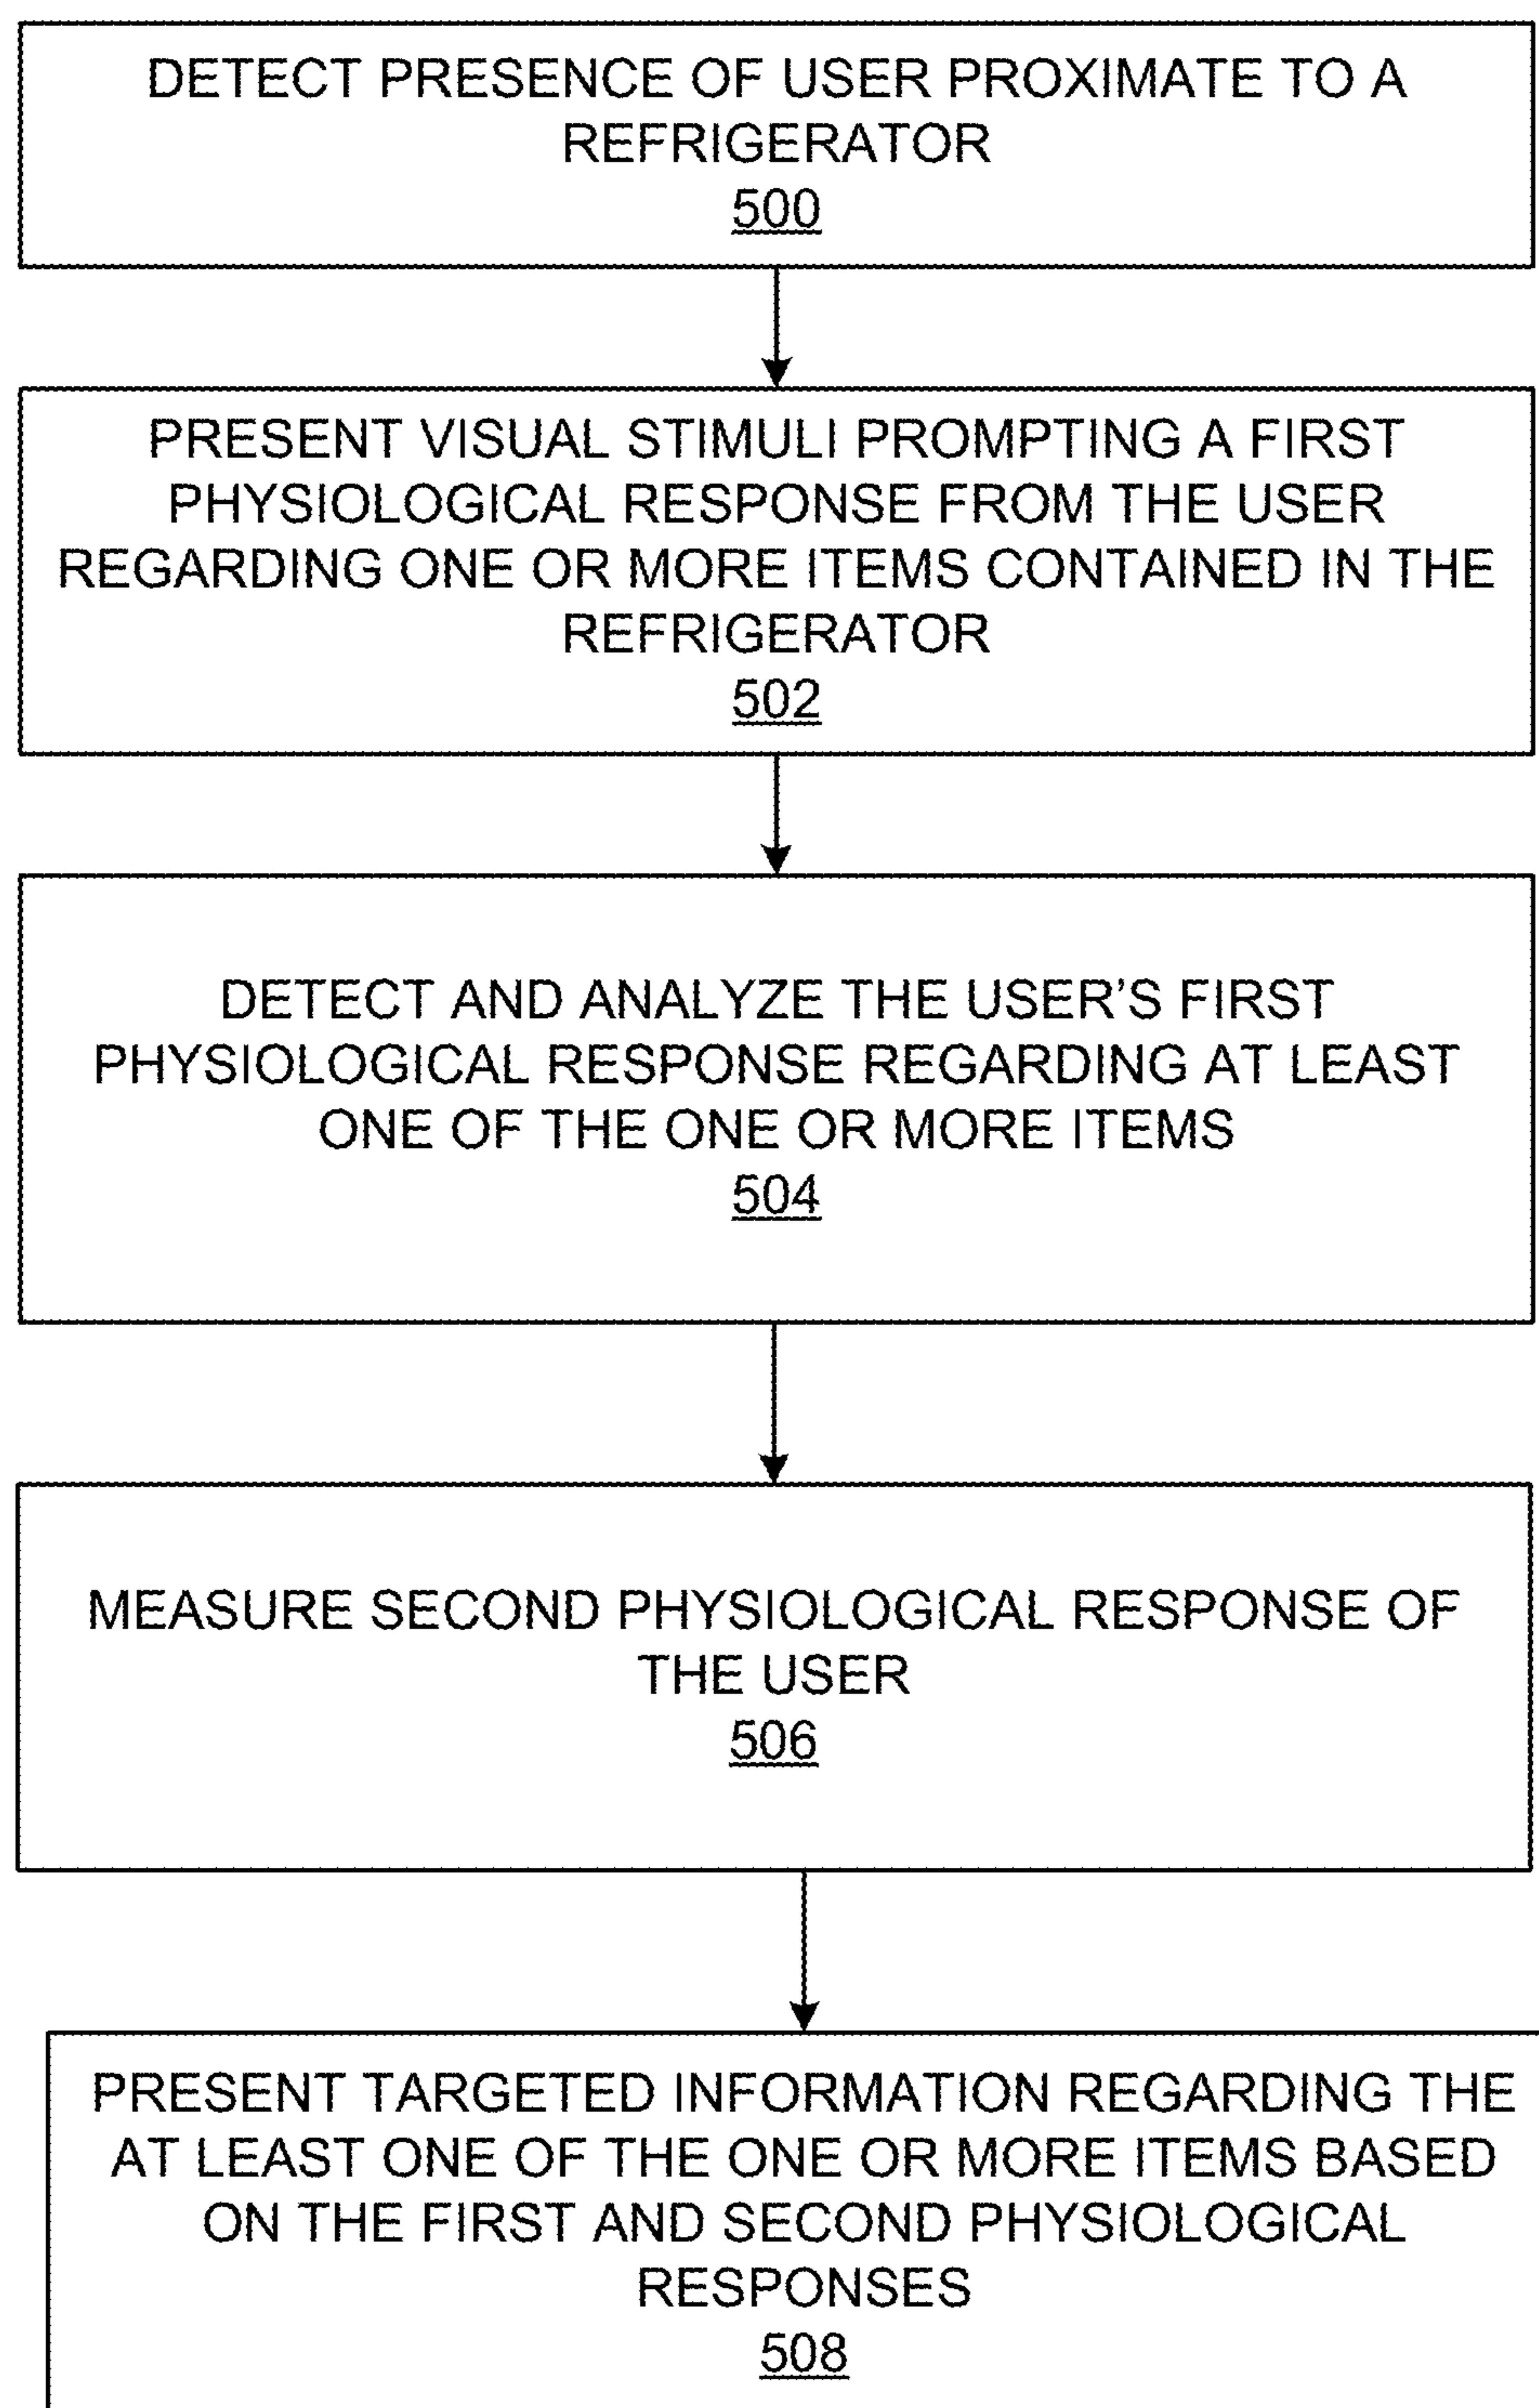 DETECT PRESENCE OF USER PROXIMATE TO A
REFRIGERATOR
500
PRESENT VISUAL STIMULI PROMPTING A FIRST
PHYSIOLOGICAL RESPONSE FROM THE USER
REGARDING ONE OR MORE ITEMS CONTAINED IN THE
REFRIGERATOR
502
DETECT AND ANALYZE THE USER’S FIRST
PHYSIOLOGICAL RESPONSE REGARDING AT LEAST
ONE OF THE ONE OR MORE ITEMS
504
MEASURE SECOND PHYSIOLOGICAL RESPONSE OF
THE USER
506
PRESENT TARGETED INFORMATION REGARDING THE
AT LEAST ONE OF THE ONE OR MORE ITEMS BASED
ON THE FIRST AND SECOND PHYSIOLOGICAL
RESPONSES
508